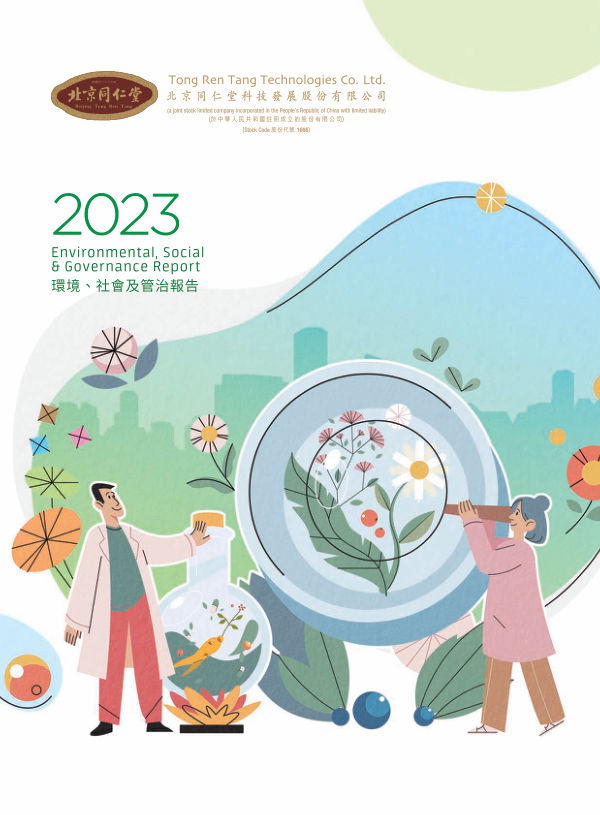 北京同仁堂
Beijing Tong Ren Tang
Tong Ren Tang Technologies Co. Ltd.
北京同仁堂科技發展股份有限公司
(a joint stock limited company incorporated in the People's Republic of China with limited liability)
(於中華人民共和國註冊成立的股份有限公司)
(Stock Code 股份代號: 1666)
2023
Environmental, Social
& Governance Report
環境、社會及管治報告